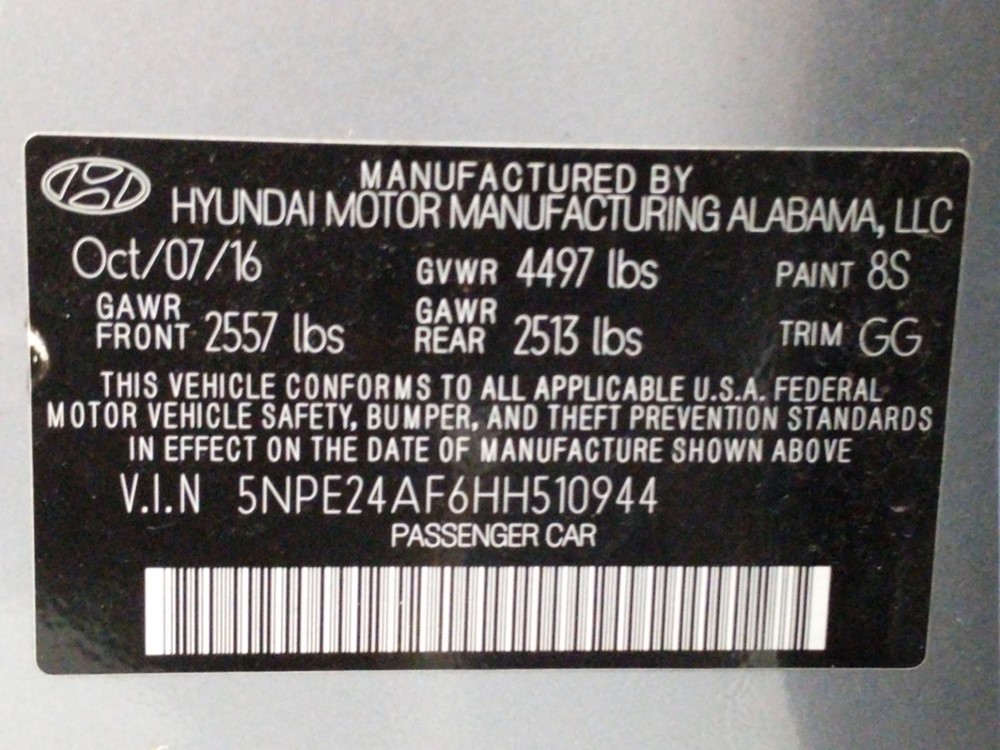 MANUFACTURED BY
HYUNDAI MOTOR MANUFACTURING ALABAMA, LLC
Oct/07/16 GVWR 4497 lbs PAINT 8S
GAWR FRONT 2557 lbs GAWR REAR 2513 lbs TRIM GG
THIS VEHICLE CONFORMS TO ALL APPLICABLE U.S.A. FEDERAL
MOTOR VEHICLE SAFETY, BUMPER, AND THEFT PREVENTION STANDARDS
IN EFFECT ON THE DATE OF MANUFACTURE SHOWN ABOVE
V.I.N 5NPE24AF6HH510944
PASSENGER CAR